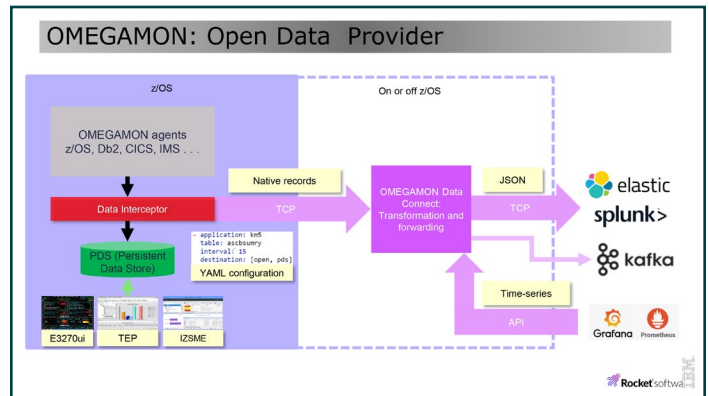 OMEGAMON: Open Data Provider
z/OS
On or off z/OS
OMEGAMON agents
z/OS, Db2, CICS, IMS . . .
Data Interceptor
Native records
TCP
OMEGAMON Data
Connect:
Transformation and
forwarding
JSON
TCP
elastic
splunk>
kafka
PDS (Persistent
Data Store)
- application: km5
table: ascbsumry
interval: 15
destination: [open, pds]
YAML configuration
Time-series
API
Grafana
Prometheus
E3270ui
TEP
IZSME
Rocket softwa
IBM